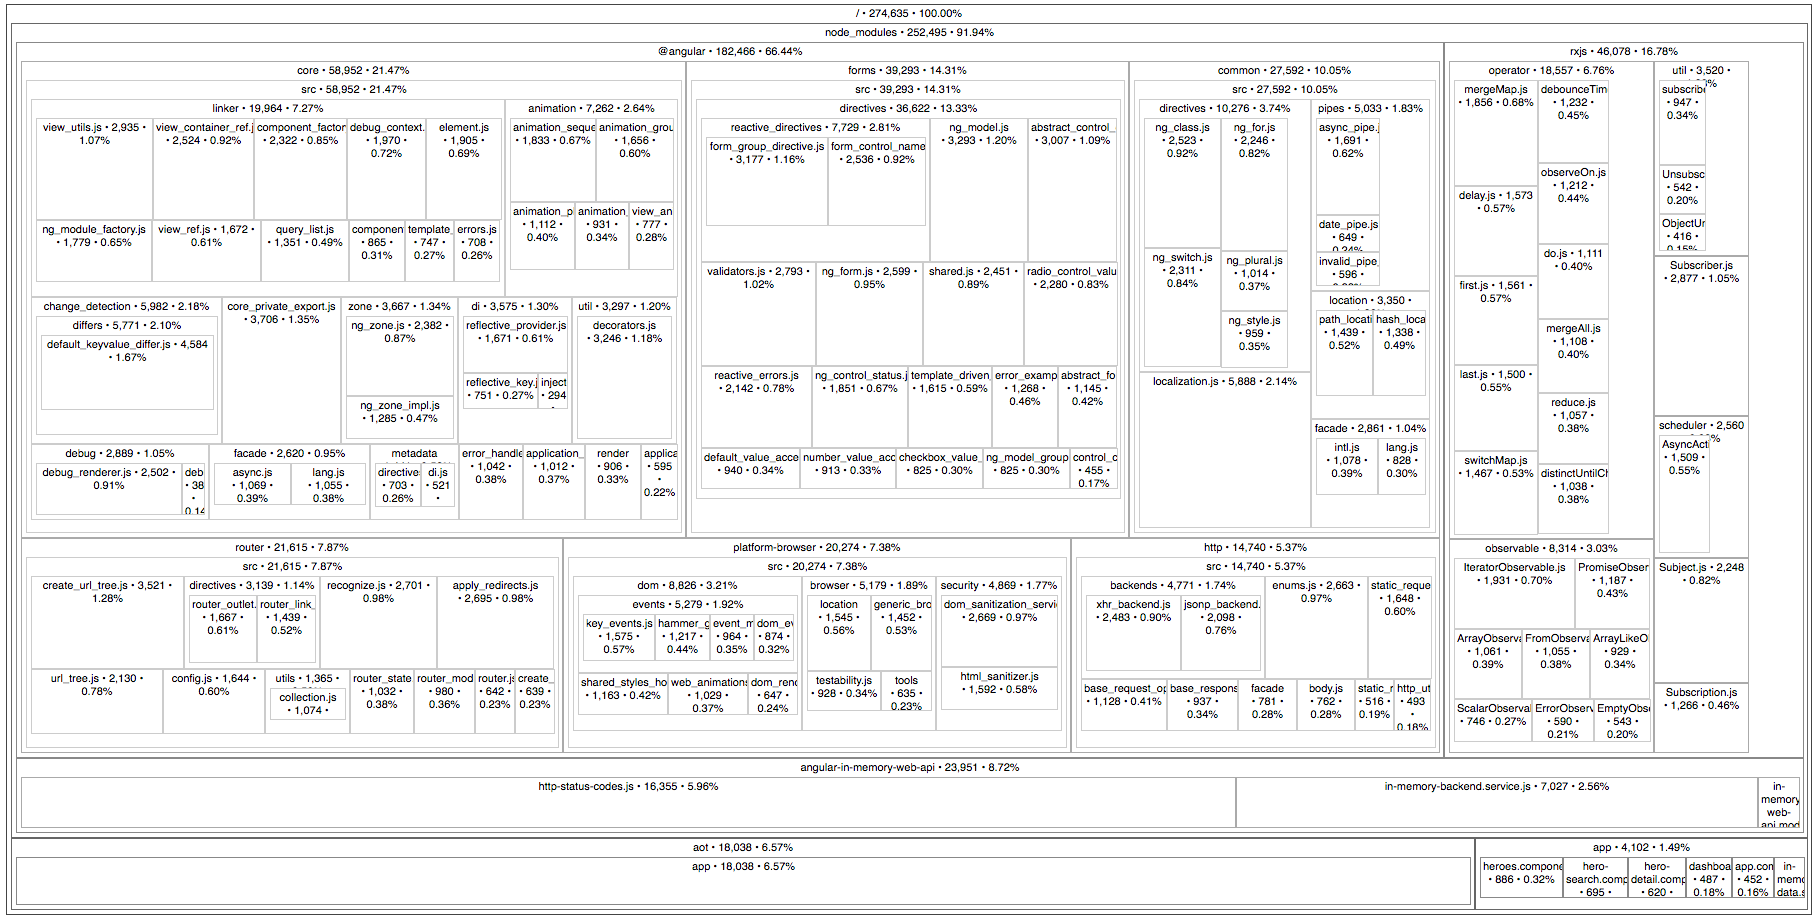 / • 274,635 • 100.00%
node_modules • 252,495 • 91.94%
@angular • 182,466 • 66.44%
core • 58,952 • 21.47%
src • 58,952 • 21.47%
linker • 19,964 • 7.27%
view_utils.js • 2,935 •
1.07%
view_container_ref.j
• 2,524 • 0.92%
component_factor
• 2,322 • 0.85%
debug_context.
• 1,970 •
0.72%
element.js
• 1,905 •
0.69%
ng_module_factory.js
• 1,779 • 0.65%
view_ref.js • 1,672 •
0.61%
query_list.js
• 1,351 • 0.49%
component
• 865 •
0.31%
template_
• 747 •
0.27%
errors.js
• 708 •
0.26%
animation • 7,262 • 2.64%
animation_seque
• 1,833 • 0.67%
animation_grou
• 1,656 •
0.60%
animation_p
• 1,112 •
0.40%
animation_
• 931 •
0.34%
view_an
• 777 •
0.28%
change_detection • 5,982 • 2.18%
differs • 5,771 • 2.10%
default_keyvalue_differ.js • 4,584
• 1.67%
core_private_export.js
• 3,706 • 1.35%
zone • 3,667 • 1.34%
ng_zone.js • 2,382 •
0.87%
ng_zone_impl.js
• 1,285 • 0.47%
di • 3,575 • 1.30%
reflective_provider.js
• 1,671 • 0.61%
reflective_key.j
• 751 • 0.27%
inject
• 294
•
util • 3,297 • 1.20%
decorators.js
• 3,246 • 1.18%
debug • 2,889 • 1.05%
debug_renderer.js • 2,502 •
0.91%
deb
• 38
•
0.14
facade • 2,620 • 0.95%
async.js
• 1,069 •
0.39%
lang.js
• 1,055 •
0.38%
metadata
directive
• 703 •
0.26%
di.js
• 521
•
error_handle
• 1,042 •
0.38%
application_
• 1,012 •
0.37%
render
• 906 •
0.33%
applica
• 595
•
0.22%
forms • 39,293 • 14.31%
src • 39,293 • 14.31%
directives • 36,622 • 13.33%
reactive_directives • 7,729 • 2.81%
form_group_directive.js
• 3,177 • 1.16%
form_control_name
• 2,536 • 0.92%
ng_model.js
• 3,293 • 1.20%
abstract_control_
• 3,007 • 1.09%
validators.js • 2,793 •
1.02%
ng_form.js • 2,599 •
0.95%
shared.js • 2,451 •
0.89%
radio_control_valu
• 2,280 • 0.83%
reactive_errors.js
• 2,142 • 0.78%
ng_control_status.j
• 1,851 • 0.67%
template_driven_
• 1,615 • 0.59%
error_examp
• 1,268 •
0.46%
abstract_fo
• 1,145 •
0.42%
default_value_acce
• 940 • 0.34%
number_value_acc
• 913 • 0.33%
checkbox_value_
• 825 • 0.30%
ng_model_group
• 825 • 0.30%
control_c
• 455 •
0.17%
common • 27,592 • 10.05%
src • 27,592 • 10.05%
directives • 10,276 • 3.74%
ng_class.js
• 2,523 •
0.92%
ng_for.js
• 2,246 •
0.82%
ng_switch.js
• 2,311 •
0.84%
ng_plural.js
• 1,014 •
0.37%
ng_style.js
• 959 •
0.35%
localization.js • 5,888 • 2.14%
pipes • 5,033 • 1.83%
async_pipe.j
• 1,691 •
0.62%
date_pipe.js
• 649 •
0.24%
invalid_pipe_
• 596 •
location • 3,350 •
path_locati
• 1,439 •
0.52%
hash_loca
• 1,338 •
0.49%
facade • 2,861 • 1.04%
intl.js
• 1,078 •
0.39%
lang.js
• 828 •
0.30%
router • 21,615 • 7.87%
src • 21,615 • 7.87%
create_url_tree.js • 3,521 •
1.28%
directives • 3,139 • 1.14%
router_outlet.
• 1,667 •
0.61%
router_link_
• 1,439 •
0.52%
recognize.js • 2,701 •
0.98%
apply_redirects.js
• 2,695 • 0.98%
url_tree.js • 2,130 •
0.78%
config.js • 1,644 •
0.60%
utils • 1,365 •
collection.js
• 1,074 •
router_state
• 1,032 •
0.38%
router_mod
• 980 •
0.36%
router.js
• 642 •
0.23%
create_
• 639 •
0.23%
platform-browser • 20,274 • 7.38%
src • 20,274 • 7.38%
dom • 8,826 • 3.21%
events • 5,279 • 1.92%
key_events.js
• 1,575 •
0.57%
hammer_g
• 1,217 •
0.44%
event_m
• 964 •
0.35%
dom_ev
• 874 •
0.32%
shared_styles_ho
• 1,163 • 0.42%
web_animations
• 1,029 •
0.37%
dom_rend
• 647 •
0.24%
browser • 5,179 • 1.89%
location
• 1,545 •
0.56%
generic_bro
• 1,452 •
0.53%
testability.js
• 928 • 0.34%
tools
• 635 •
0.23%
security • 4,869 • 1.77%
dom_sanitization_servi
• 2,669 • 0.97%
html_sanitizer.js
• 1,592 • 0.58%
http • 14,740 • 5.37%
src • 14,740 • 5.37%
backends • 4,771 • 1.74%
xhr_backend.js
• 2,483 • 0.90%
jsonp_backend.
• 2,098 •
0.76%
enums.js • 2,663 •
0.97%
static_reque
• 1,648 •
0.60%
base_request_op
• 1,128 • 0.41%
base_respons
• 937 •
0.34%
facade
• 781 •
0.28%
body.js
• 762 •
0.28%
static_r
• 516 •
0.19%
http_ut
• 493
•
0.18%
rxjs • 46,078 • 16.78%
operator • 18,557 • 6.76%
mergeMap.js
• 1,856 • 0.68%
delay.js • 1,573
• 0.57%
first.js • 1,561 •
0.57%
last.js • 1,500 •
0.55%
switchMap.js
• 1,467 • 0.53%
debounceTim
• 1,232 •
0.45%
observeOn.js
• 1,212 •
0.44%
do.js • 1,111
• 0.40%
mergeAll.js
• 1,108 •
0.40%
reduce.js
• 1,057 •
0.38%
distinctUntilCh
• 1,038 •
0.38%
util • 3,520 •
subscribe
• 947 •
0.34%
Unsubsc
• 542 •
0.20%
ObjectUn
• 416 •
0.15%
Subscriber.js
• 2,877 • 1.05%
scheduler • 2,560
AsyncAct
• 1,509 •
0.55%
Subject.js • 2,248
• 0.82%
Subscription.js
• 1,266 • 0.46%
observable • 8,314 • 3.03%
IteratorObservable.js
• 1,931 • 0.70%
PromiseObser
• 1,187 •
0.43%
ArrayObserva
• 1,061 •
0.39%
FromObserva
• 1,055 •
0.38%
ArrayLikeO
• 929 •
0.34%
ScalarObserval
• 746 • 0.27%
ErrorObserv
• 590 •
0.21%
EmptyObse
• 543 •
0.20%
angular-in-memory-web-api • 23,951 • 8.72%
http-status-codes.js • 16,355 • 5.96%
in-memory-backend.service.js • 7,027 • 2.56%
in-
memory
web-
api.mod
aot • 18,038 • 6.57%
app • 18,038 • 6.57%
app • 4,102 • 1.49%
heroes.compone
• 886 • 0.32%
hero-
search.comp
• 695 •
hero-
detail.comp
• 620 •
dashboa
• 487 •
0.18%
app.con
• 452 •
0.16%
in-
memo
data.s